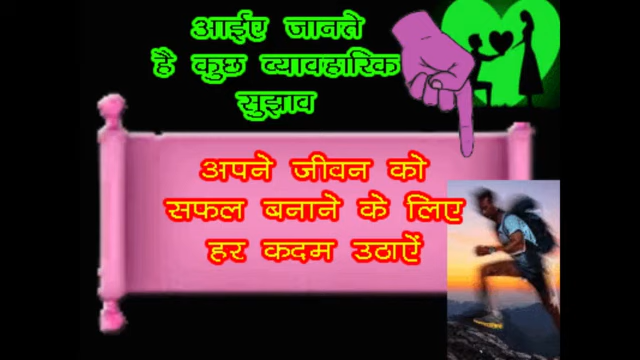 आईए जानते
है कुछ व्यावहारिक
सुझाव
अपने जीवन को
सफल बनाने के लिए
हर कदम उठाऐं